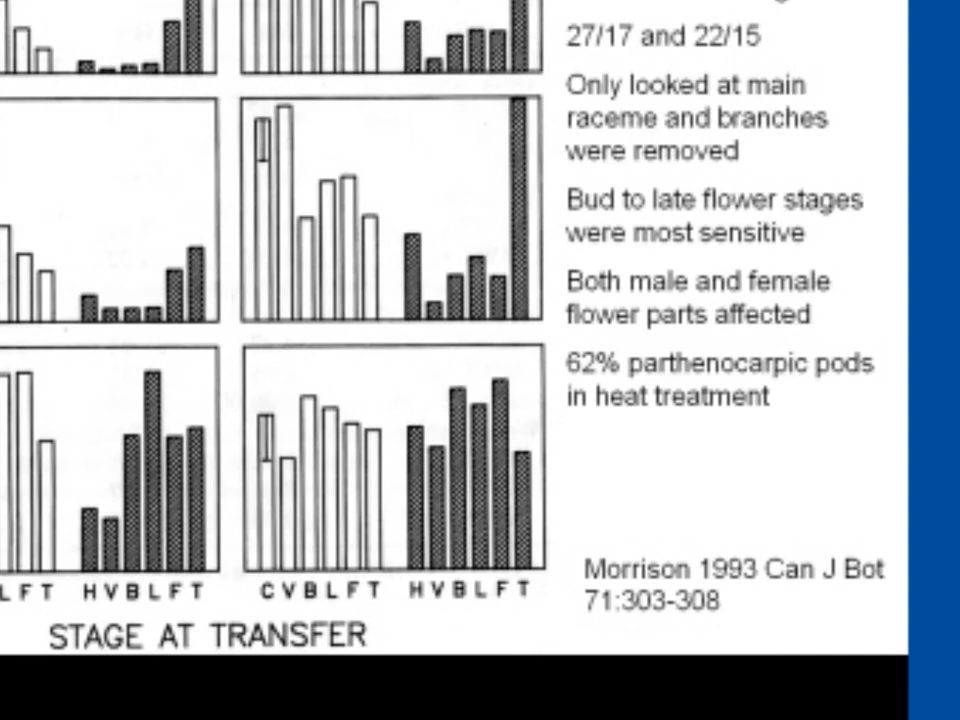 27/17 and 22/15
Only looked at main
raceme and branches
were removed
Bud to late flower stages
were most sensitive
Both male and female
flower parts affected
62% parthenocarpic pods
in heat treatment
Morrison 1993 Can J Bot
71:303-308
L F T H V B L F T C V B L F T H V B L F T
STAGE AT TRANSFER